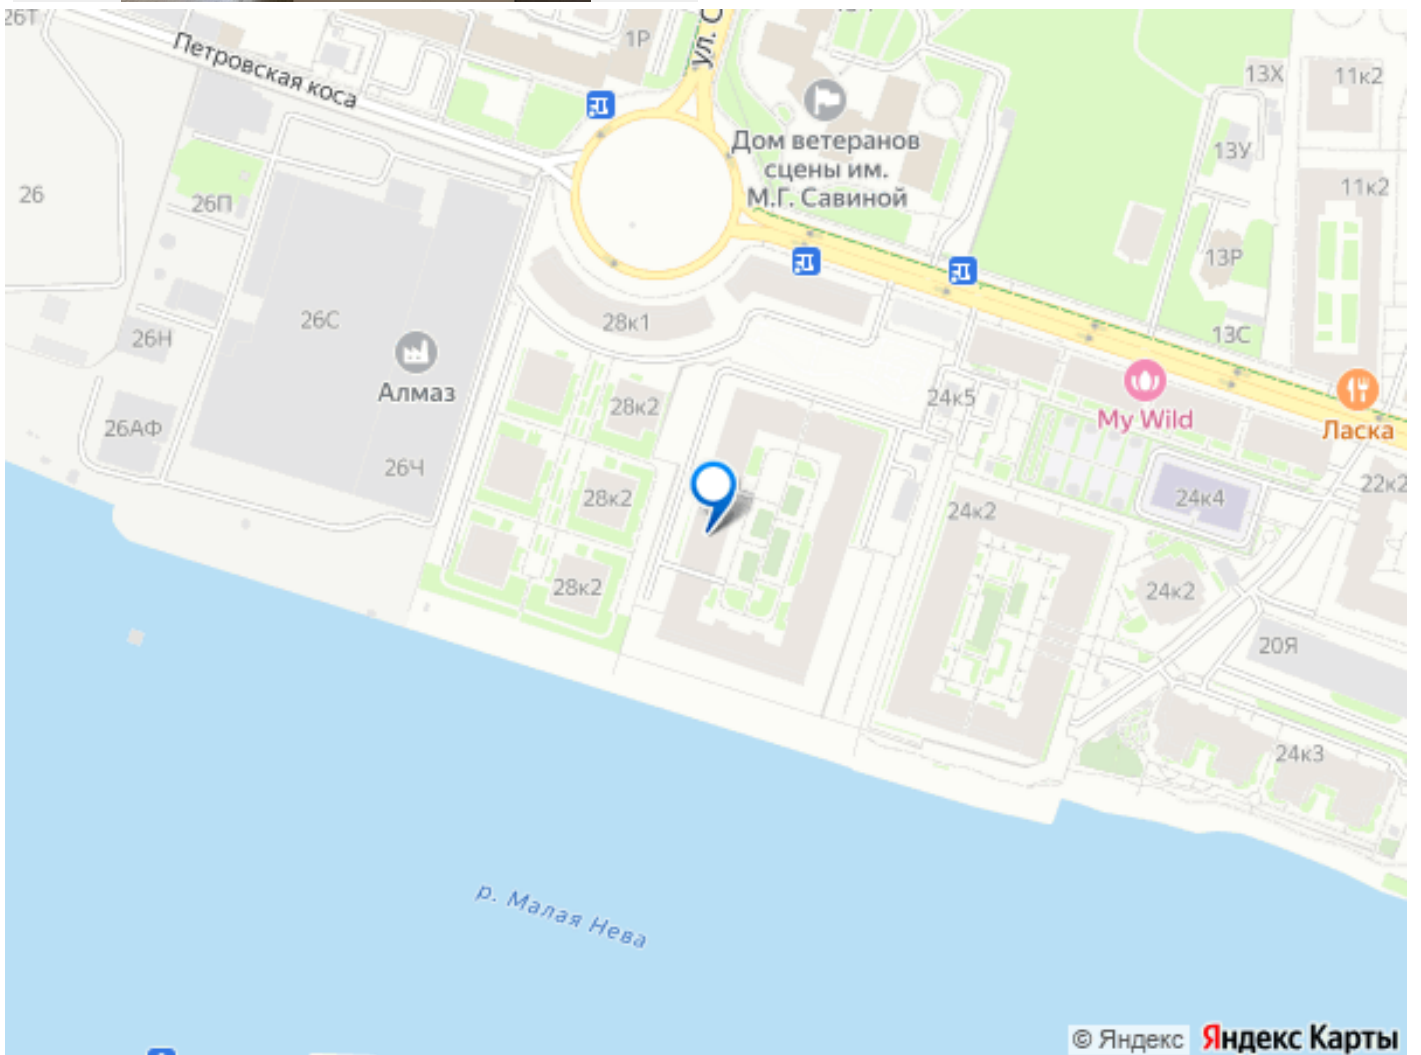 26Т
Петровская коса
1Р
ул. С
13Х
11к2
Дом ветеранов
сцены им.
М.Г. Савиной
13У
11к2
26
26П
13Р
26С
28к1
13С
26Н
Алмаз
28к2
24к5
My Wild
Ласка
26АФ
26Ч
28к2
24к2
24к4
22к2
28к2
24к2
20Я
24к3
р. Малая Нева
© Яндекс
Яндекс Карты